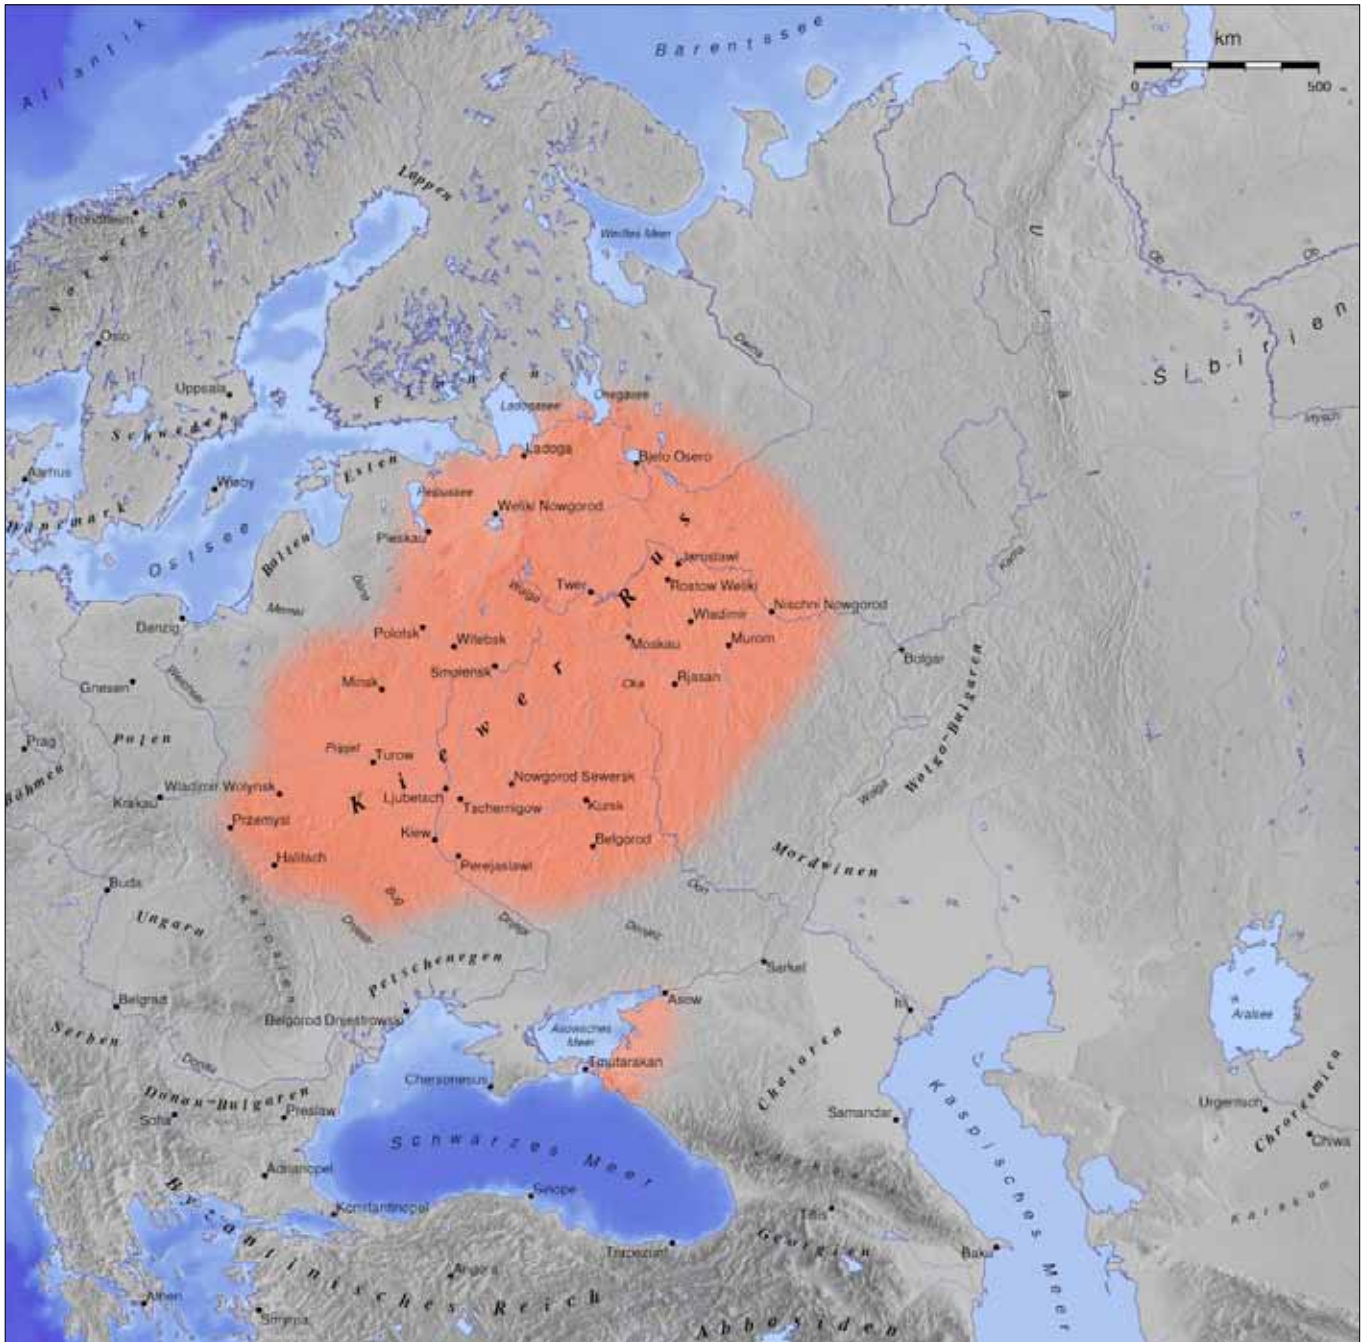 Atlantik
Barentssee
km
0 500
Lappen
Trondheim
Norwegen
Weißes Meer
Ural
Ob
Ob
Sibirien
Irtysch
Oslo
Dwina
Uppsala
Finnen
Onegasee
Ladogasee
Schweden
Ladoga
Bjelo Osero
Aarhus
Esten
Wisby
Peipussee
Weliki Nowgorod
Dänemark
Pleskau
Ostsee
Balten
Düna
Jaroslawl
Kama
Twer
Wolga
Rostow Weliki
Memel
Nischni Nowgorod
Danzig
Wladimir
Polotsk
Witebsk
Moskau
Murom
Bolgar
Smolensk
Weichsel
Gnesen
Minsk
Oka
Rjasan
Kiewer Rus
Wolga-Bulgaren
Prag
Polen
Pripjet
Turow
Böhmen
Nowgorod Sewersk
Wladimir Wolynsk
Ljubetsch
Wolga
Krakau
Tschernigow
Kursk
Przemysl
Kiew
Belgorod
Halitsch
Perejaslawl
Mordwinen
Buda
Don
Bug
Karpaten
Ungarn
Dnjestr
Dnjepr
Donez
Petschenegen
Sarkel
Belgrad
Asow
Itil
Belgorod Dnjestrowski
Aralsee
Serben
Asowsches
Meer
Donau
Tmutarakan
Chasaren
Chersonesus
Kaspisches Meer
Donau-Bulgaren
Preslaw
Sofia
Samandar
Urgentsch
Choresmien
Chiwa
Schwarzes Meer
Kaukasus
Adrianopel
Sinope
Karakum
Byzantinisches Reich
Konstantinopel
Tiflis
Trapezunt
Georgien
Baku
Angora
Athen
Smyrna
Abbasiden